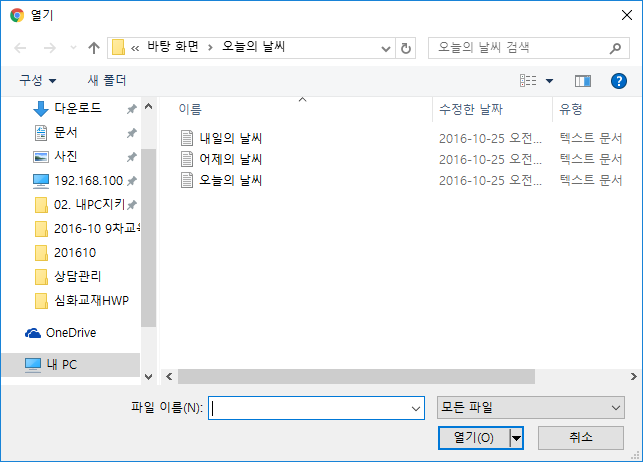 열기
« 바탕 화면 > 오늘의 날씨
오늘의 날씨 검색
구성
새 폴더
이름
수정한 날짜
유형
다운로드
문서
사진
192.168.100
02. 내PC지키
2016-10 9차교육
201610
상담관리
심화교재HWP
OneDrive
내 PC
내일의 날씨 2016-10-25 오전... 텍스트 문서
어제의 날씨 2016-10-25 오전... 텍스트 문서
오늘의 날씨 2016-10-25 오전... 텍스트 문서
파일 이름(N):
모든 파일
열기(O)
취소